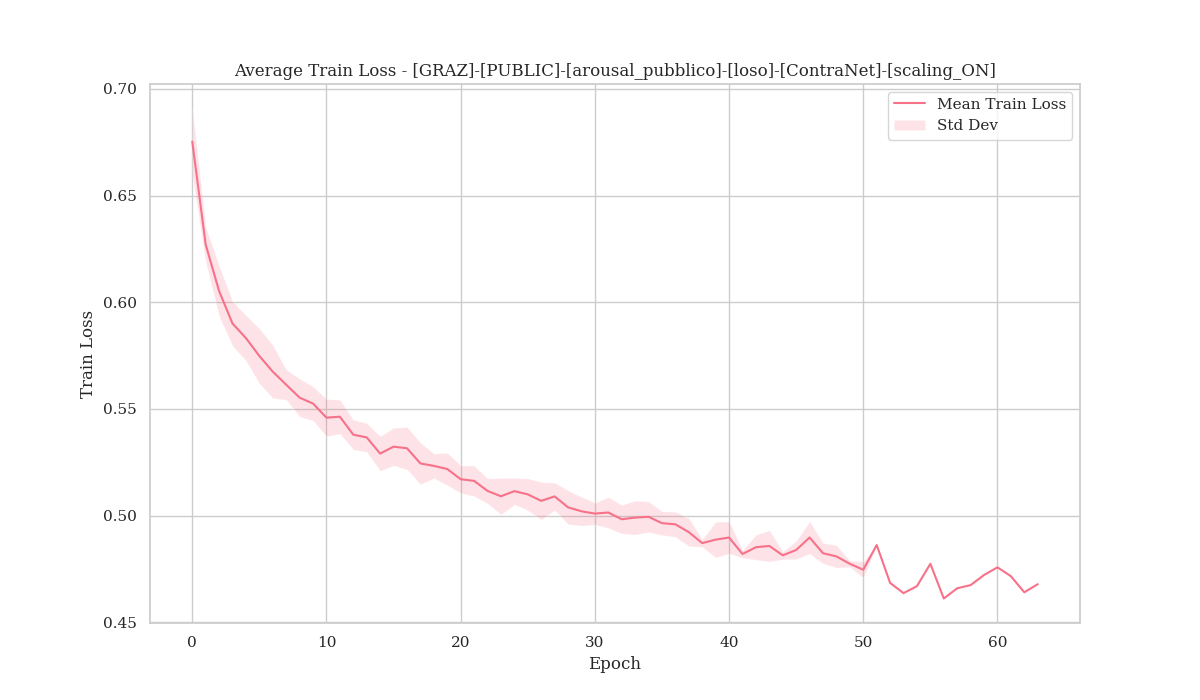 Average Train Loss - [GRAZ]-[PUBLIC]-[arousal_pubblico]-[loso]-[ContraNet]-[scaling_ON]
Mean Train Loss
Std Dev
0.70
0.65
0.60
0.55
0.50
0.45
Train Loss
0
10
20
30
40
50
60
Epoch